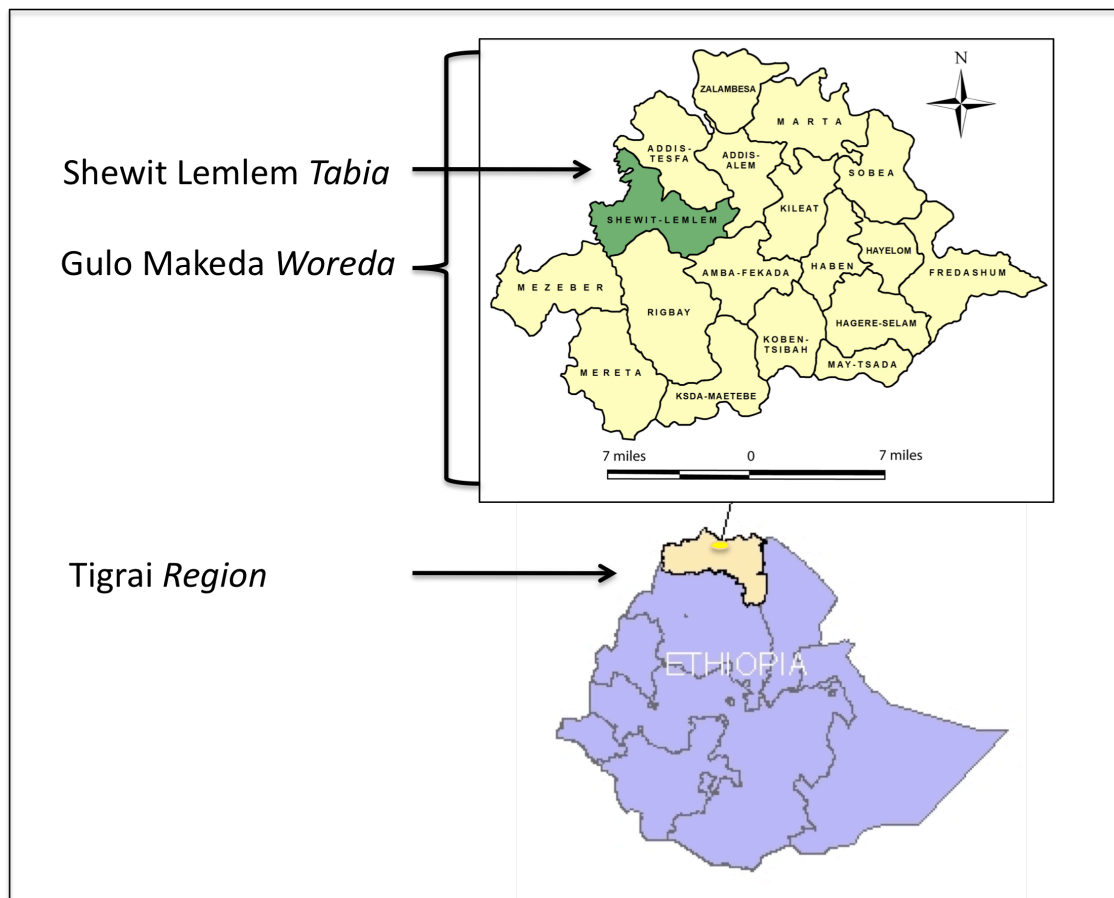 Shewit Lemlem Tabia
Gulo Makeda Woreda
Tigrai Region
N
ZALAMBESA
MARTA
ADDIS-
TESFA
ADDIS-
ALEM
SOBEA
KILEAT
SHEWIT-LEMLEM
HAYELOM
AMBA-FEKADA
HABEN
FREDASHUM
MEZEBER
RIGBAY
HAGERE-SELAM
KOBEN-
TSIBAH
MAY-TSADA
MERETA
KSDA-MAETEBE
7 miles 0 7 miles
ETHIOPIA